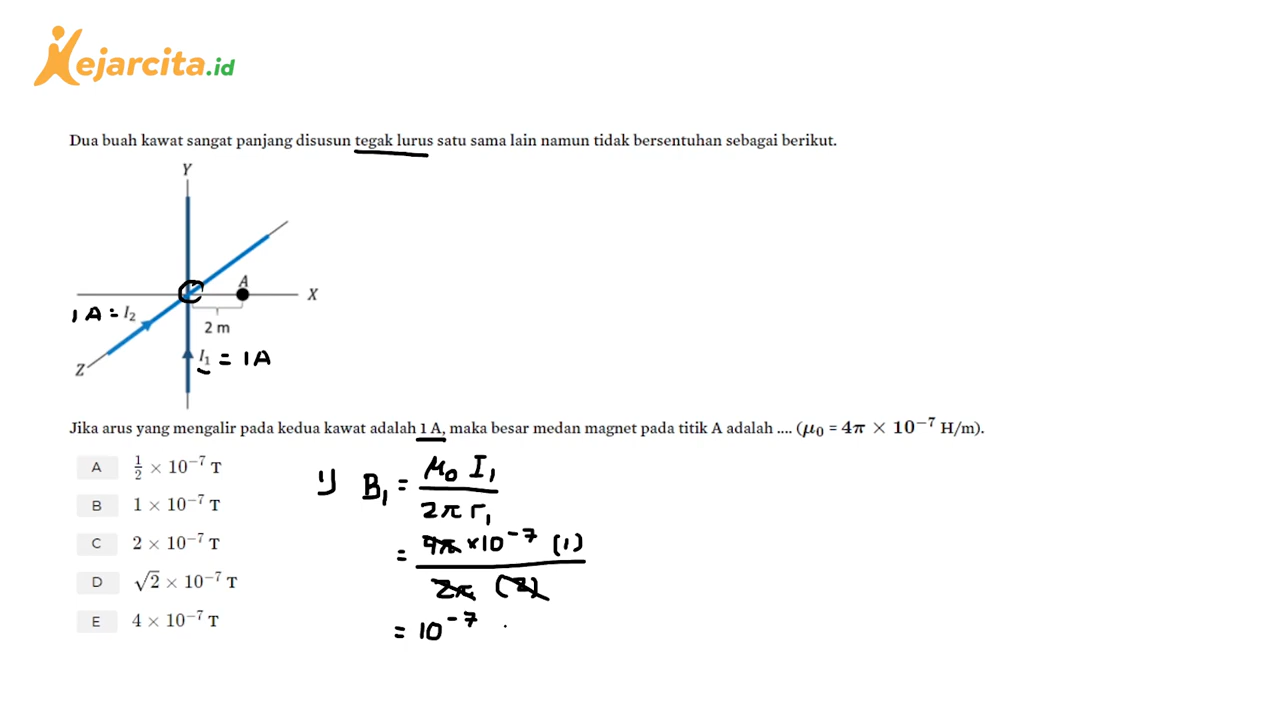 Kejarcita.id
Dua buah kawat sangat panjang disusun tegak lurus satu sama lain namun tidak bersentuhan sebagai berikut.
Y
A
X
1 A = I₂
2 m
I₁ = 1A
Z
Jika arus yang mengalir pada kedua kawat adalah 1 A, maka besar medan magnet pada titik A adalah .... (μ₀ = 4π × 10⁻⁷ H/m).
A ½ × 10⁻⁷ T
B 1 × 10⁻⁷ T
C 2 × 10⁻⁷ T
D √2 × 10⁻⁷ T
E 4 × 10⁻⁷ T
1) B₁ = μ₀ I₁
2π r₁
= 4π × 10⁻⁷ (1)
2π (2)
= 10⁻⁷